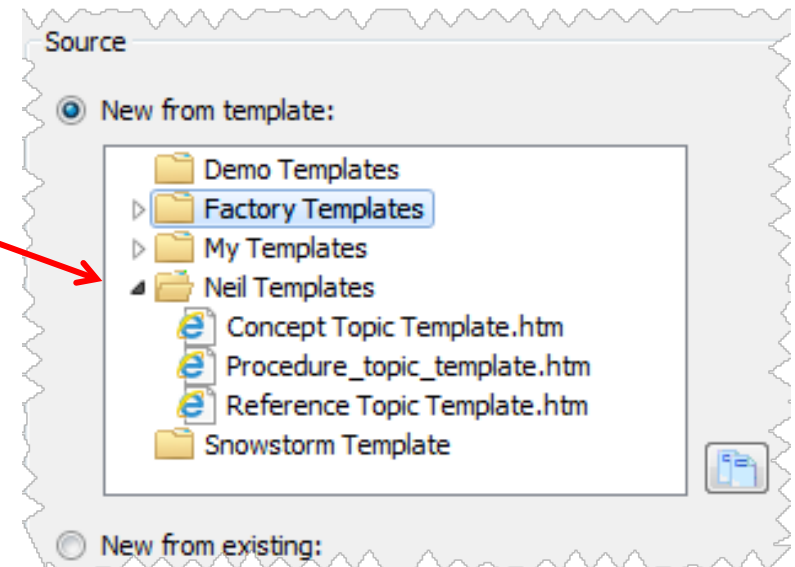 Source
New from template:
Demo Templates
Factory Templates
My Templates
Neil Templates
Concept Topic Template.htm
Procedure_topic_template.htm
Reference Topic Template.htm
Snowstorm Template
New from existing: